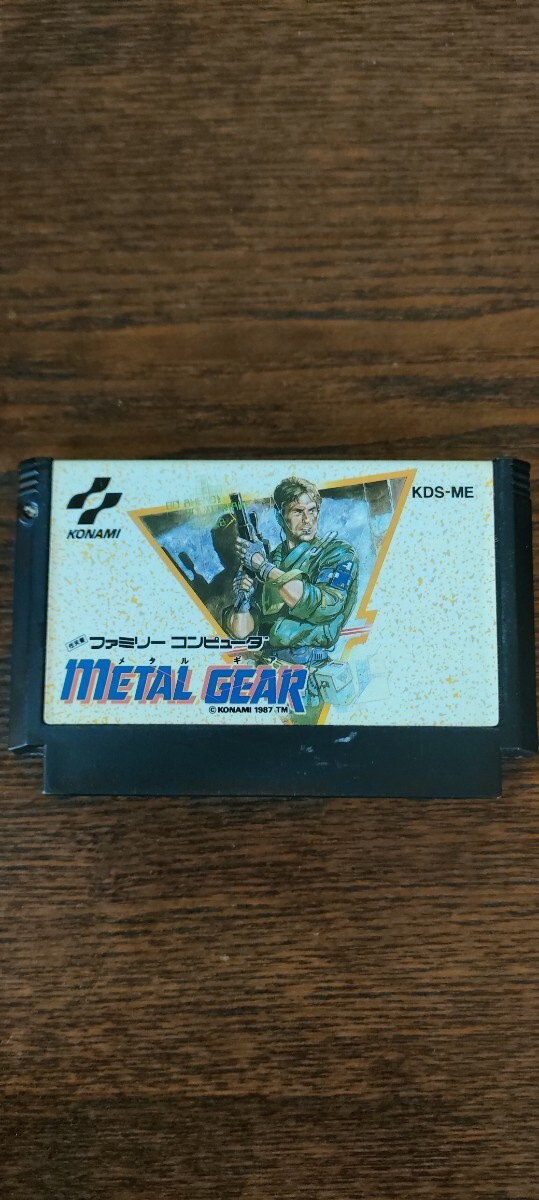 KONAMI
KDS-ME
ファミリー コンピュータ
メタルギア
METAL GEAR
© KONAMI 1987 TM